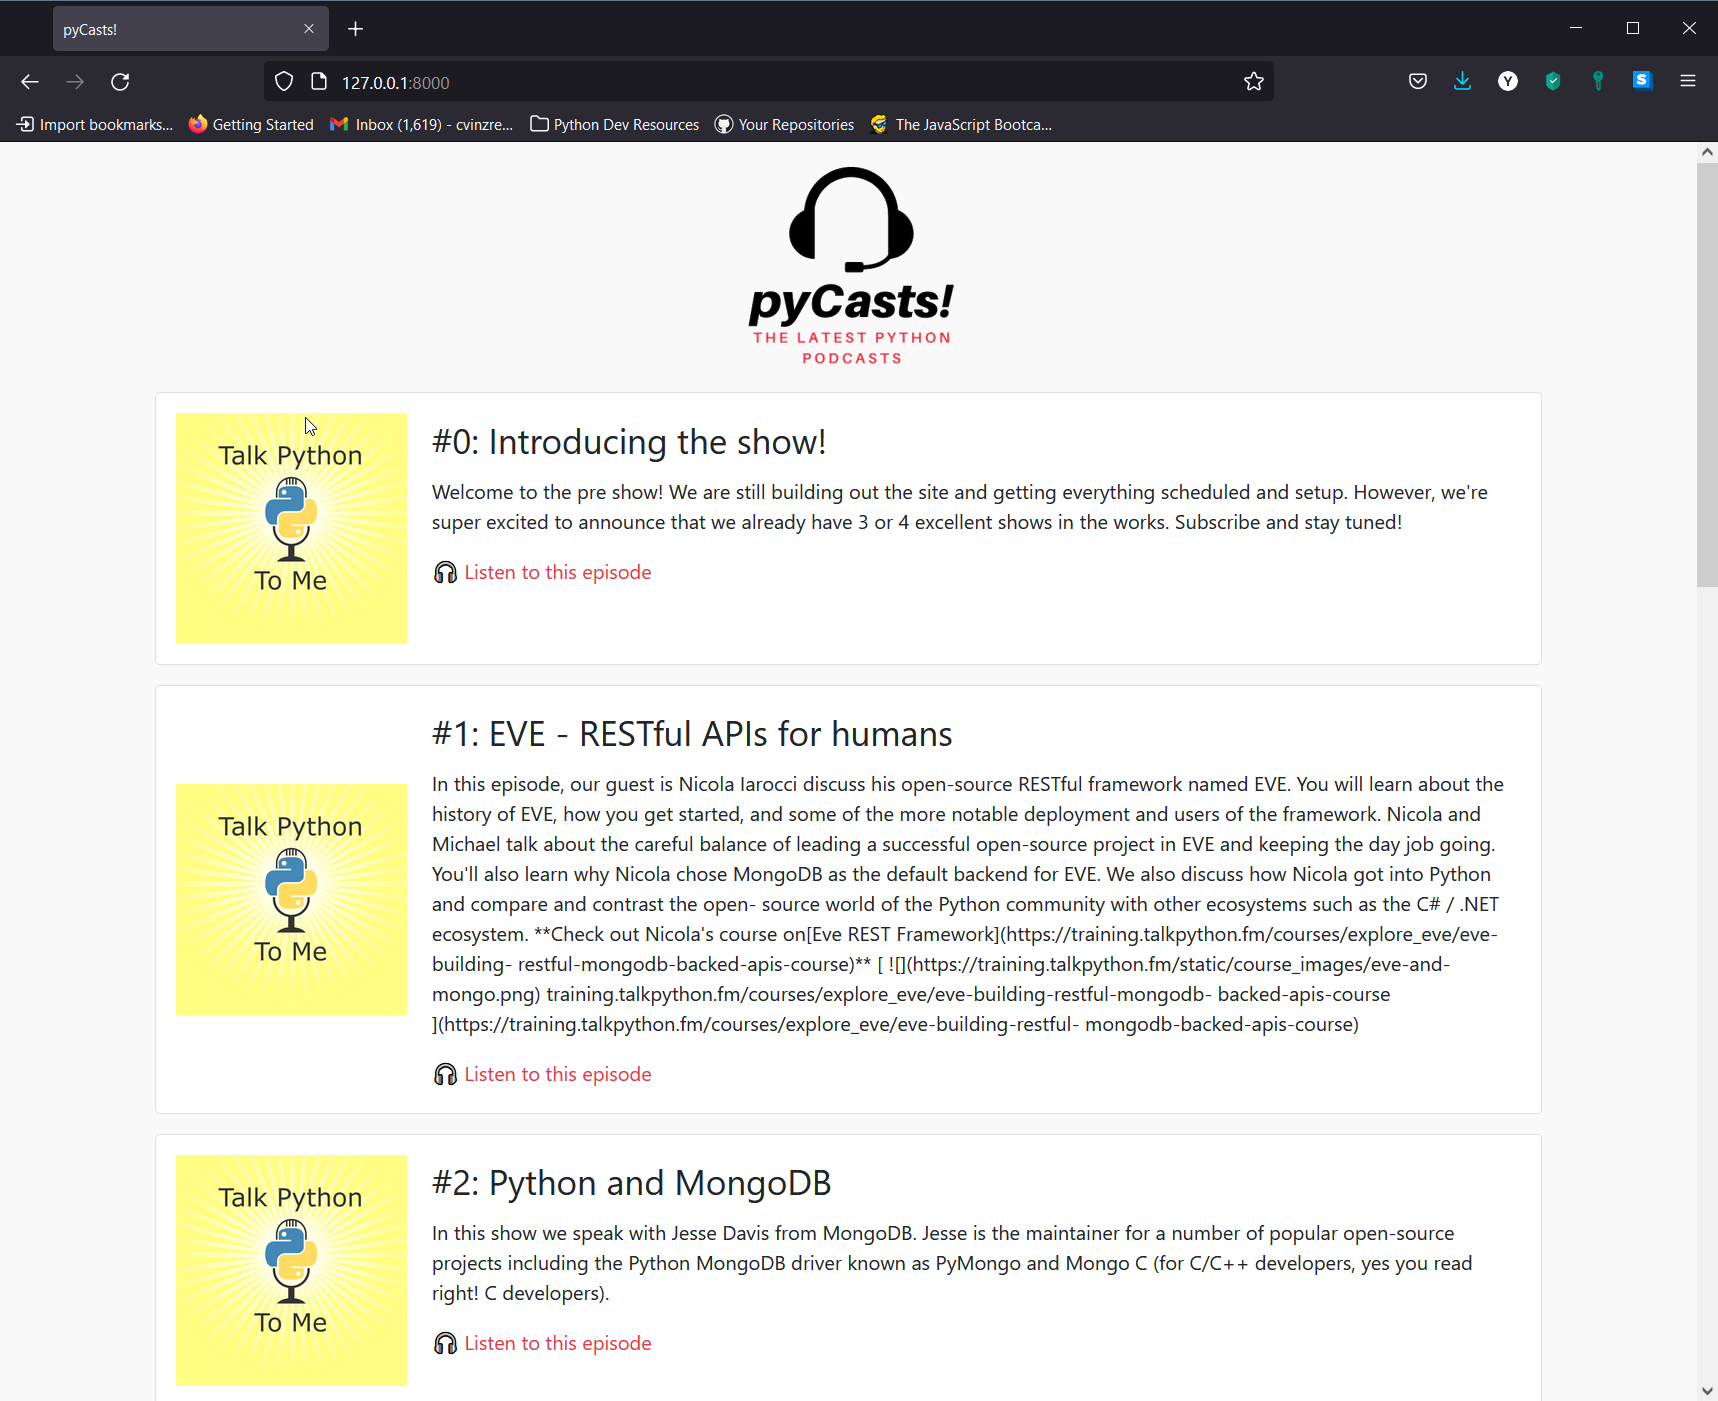 pyCasts!
127.0.0.1:8000
Import bookmarks... Getting Started Inbox (1,619) - cvinzre... Python Dev Resources Your Repositories The JavaScript Bootca...
pyCasts!
THE LATEST PYTHON
PODCASTS
Talk Python
To Me
#0: Introducing the show!
Welcome to the pre show! We are still building out the site and getting everything scheduled and setup. However, we're
super excited to announce that we already have 3 or 4 excellent shows in the works. Subscribe and stay tuned!
Listen to this episode
Talk Python
To Me
#1: EVE - RESTful APIs for humans
In this episode, our guest is Nicola Iarocci discuss his open-source RESTful framework named EVE. You will learn about the
history of EVE, how you get started, and some of the more notable deployment and users of the framework. Nicola and
Michael talk about the careful balance of leading a successful open-source project in EVE and keeping the day job going.
You'll also learn why Nicola chose MongoDB as the default backend for EVE. We also discuss how Nicola got into Python
and compare and contrast the open- source world of the Python community with other ecosystems such as the C# / .NET
ecosystem. **Check out Nicola's course on[Eve REST Framework](https://training.talkpython.fm/courses/explore_eve/eve-
building- restful-mongodb-backed-apis-course)** [ ![](https://training.talkpython.fm/static/course_images/eve-and-
mongo.png) training.talkpython.fm/courses/explore_eve/eve-building-restful-mongodb- backed-apis-course
](https://training.talkpython.fm/courses/explore_eve/eve-building-restful- mongodb-backed-apis-course)
Listen to this episode
Talk Python
To Me
#2: Python and MongoDB
In this show we speak with Jesse Davis from MongoDB. Jesse is the maintainer for a number of popular open-source
projects including the Python MongoDB driver known as PyMongo and Mongo C (for C/C++ developers, yes you read
right! C developers).
Listen to this episode